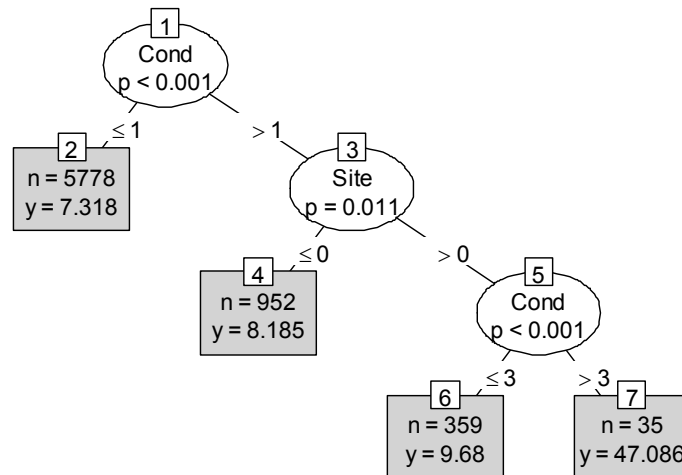 1
Cond
p < 0.001
≤ 1
> 1
2
n = 5778
y = 7.318
3
Site
p = 0.011
≤ 0
> 0
4
n = 952
y = 8.185
5
Cond
p < 0.001
≤ 3
> 3
6
n = 359
y = 9.68
7
n = 35
y = 47.086